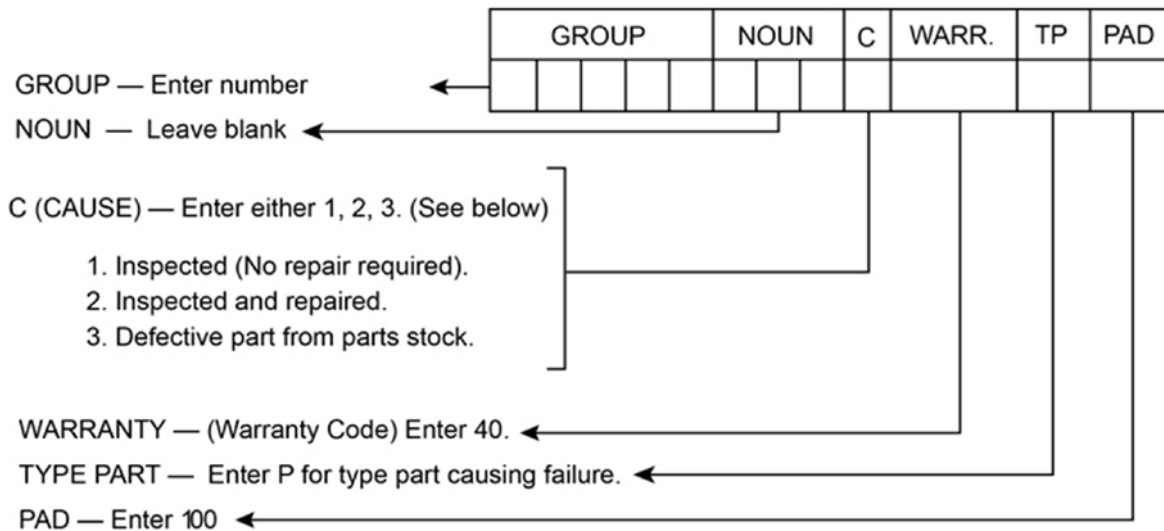 GROUP NOUN C WARR. TP PAD
GROUP — Enter number
NOUN — Leave blank
C (CAUSE) — Enter either 1, 2, 3. (See below)
1. Inspected (No repair required).
2. Inspected and repaired.
3. Defective part from parts stock.
WARRANTY — (Warranty Code) Enter 40.
TYPE PART — Enter P for type part causing failure.
PAD — Enter 100